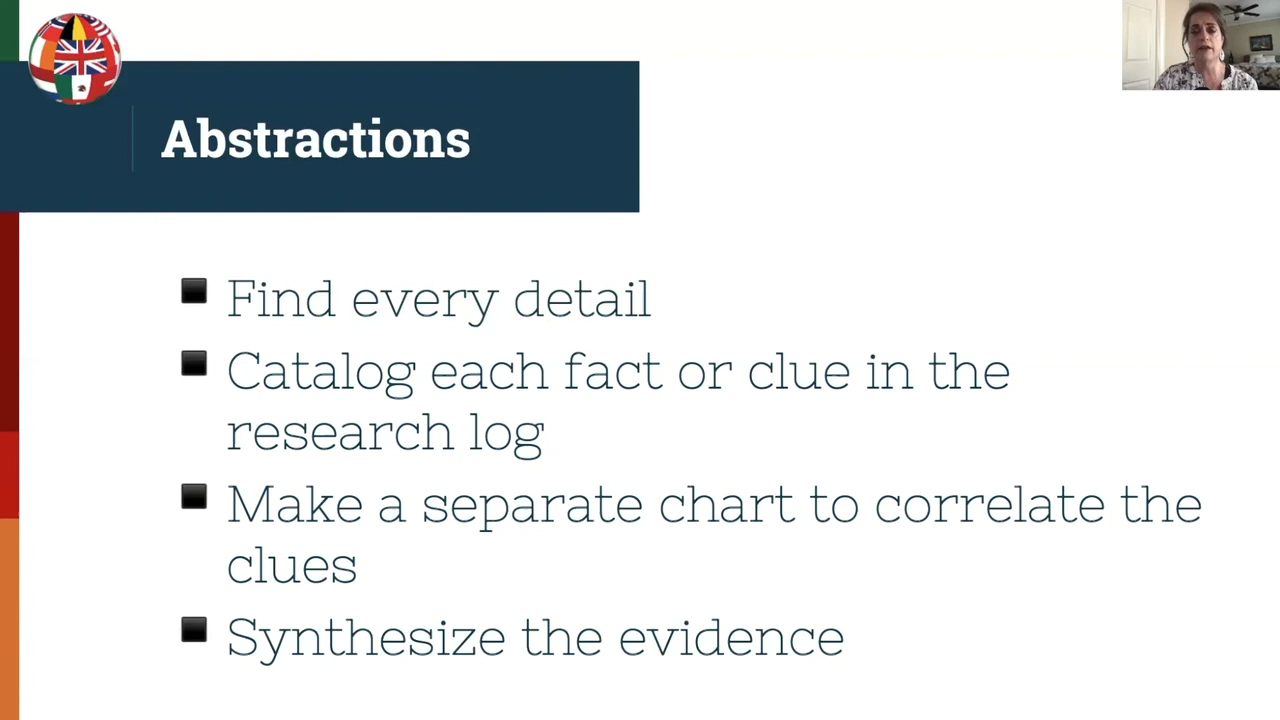 Abstractions
Find every detail
Catalog each fact or clue in the
research log
Make a separate chart to correlate the
clues
Synthesize the evidence